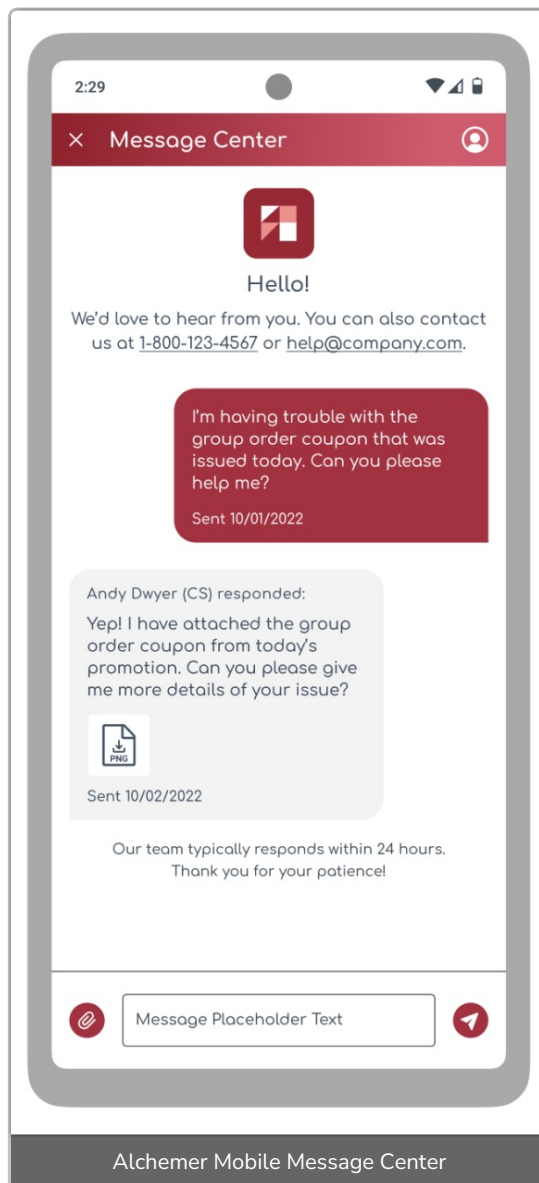 2:29
Message Center
Hello!
We'd love to hear from you. You can also contact
us at 1-800-123-4567 or help@company.com.
I'm having trouble with the
group order coupon that was
issued today. Can you please
help me?
Sent 10/01/2022
Andy Dwyer (CS) responded:
Yep! I have attached the group
order coupon from today's
promotion. Can you please give
me more details of your issue?
PNG
Sent 10/02/2022
Our team typically responds within 24 hours.
Thank you for your patience!
Message Placeholder Text
Alchemer Mobile Message Center